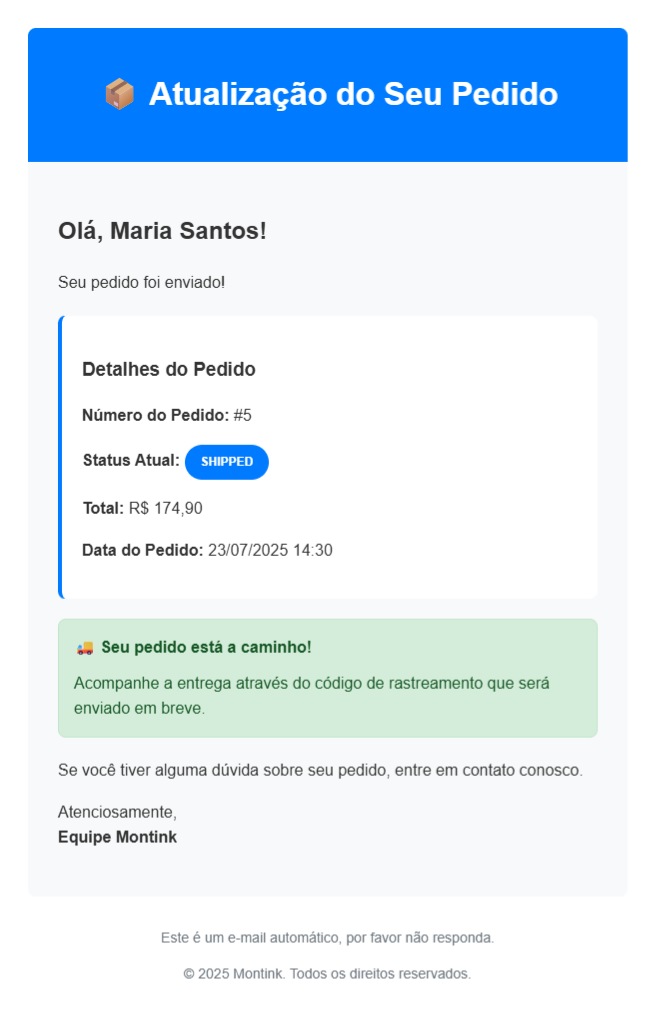 📦 Atualização do Seu Pedido
Olá, Maria Santos!
Seu pedido foi enviado!
Detalhes do Pedido
Número do Pedido: #5
Status Atual: SHIPPED
Total: R$ 174,90
Data do Pedido: 23/07/2025 14:30
🚚 Seu pedido está a caminho!
Acompanhe a entrega através do código de rastreamento que será
enviado em breve.
Se você tiver alguma dúvida sobre seu pedido, entre em contato conosco.
Atenciosamente,
Equipe Montink
Este é um e-mail automático, por favor não responda.
© 2025 Montink. Todos os direitos reservados.